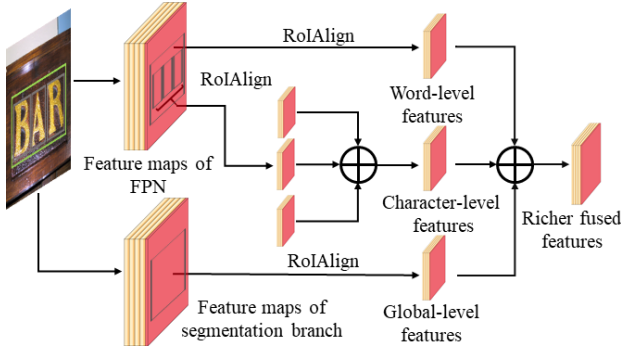 RoIAlign
RoIAlign
BAR
Word-level
features
Feature maps of
FPN
Character-level
features
Richer fused
features
RoIAlign
Feature maps of
segmentation branch
Global-level
features